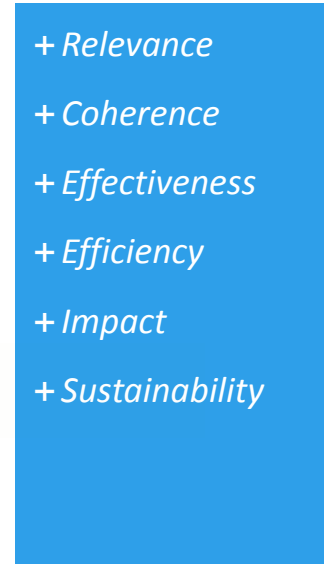 + Relevance
+ Coherence
+ Effectiveness
+ Efficiency
+ Impact
+ Sustainability